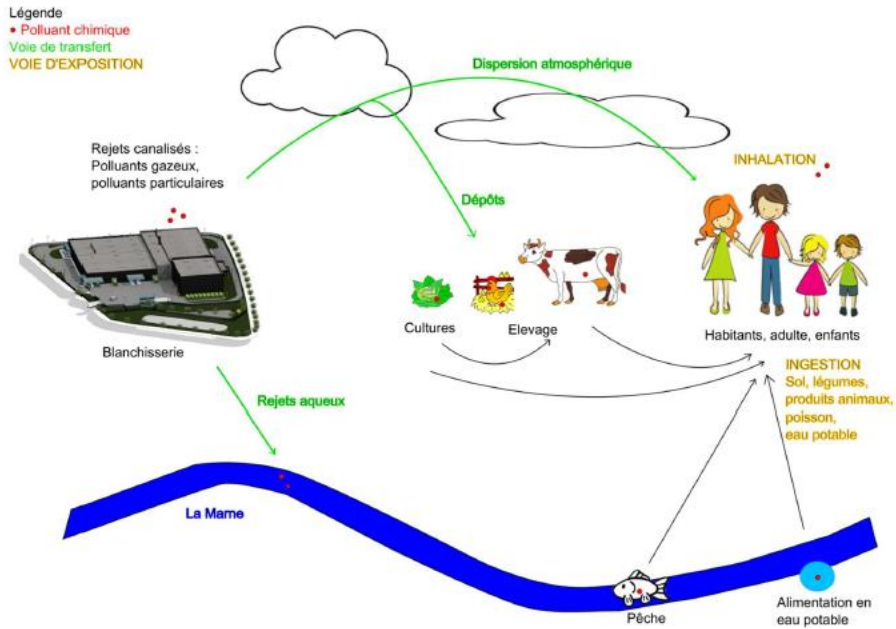 Légende
Polluant chimique
Voie de transfert
VOIE D'EXPOSITION
Dispersion atmosphérique
Rejets canalisés :
Polluants gazeux,
polluants particulaires
INHALATION
Dépôts
Cultures
Elevage
Habitants, adulte, enfants
Blanchisserie
INGESTION
Sol, légumes,
produits animaux,
poisson,
eau potable
Rejets aqueux
La Marne
Pêche
Alimentation en
eau potable